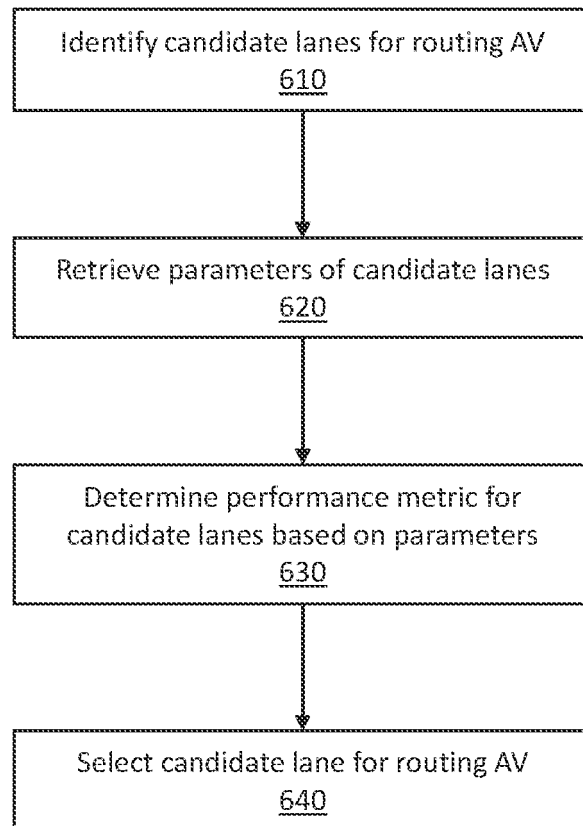 Identify candidate lanes for routing AV
610
Retrieve parameters of candidate lanes
620
Determine performance metric for
candidate lanes based on parameters
630
Select candidate lane for routing AV
640